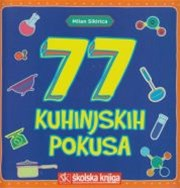 Milan Sikirica
77
KUHINJSKIH
POKUSA
školska knjiga